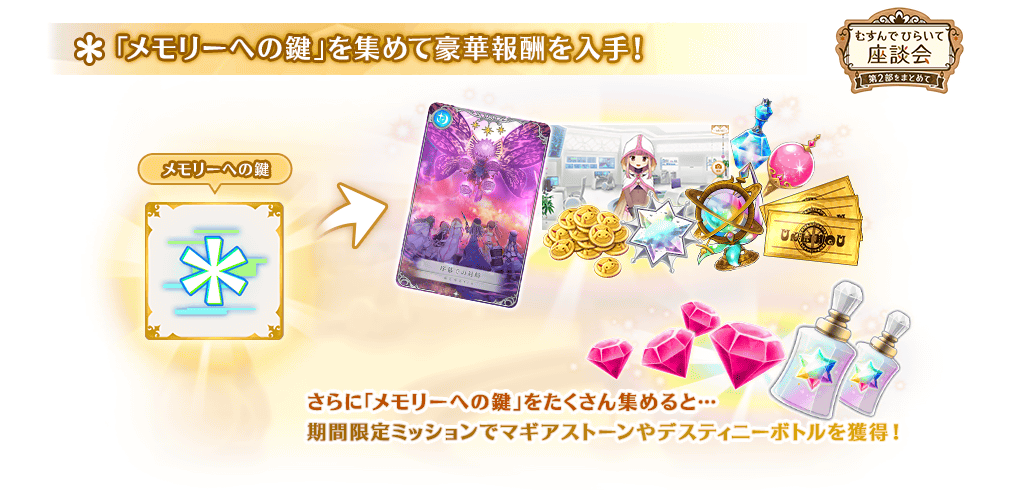 「メモリーへの鍵」を集めて豪華報酬を入手!
むすんでひらいて
座談会
第2部をまとめて
メモリーへの鍵
さらに「メモリーへの鍵」をたくさん集めると…
期間限定ミッションでマギアストーンやデスティニーボトルを獲得!